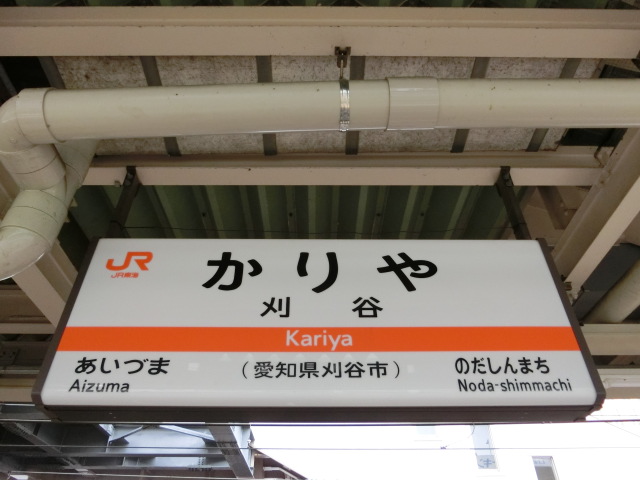 JR
JR東海
かりや
刈谷
Kariya
あいづま
Aizuma
(愛知県刈谷市)
のだしんまち
Noda-shimmachi